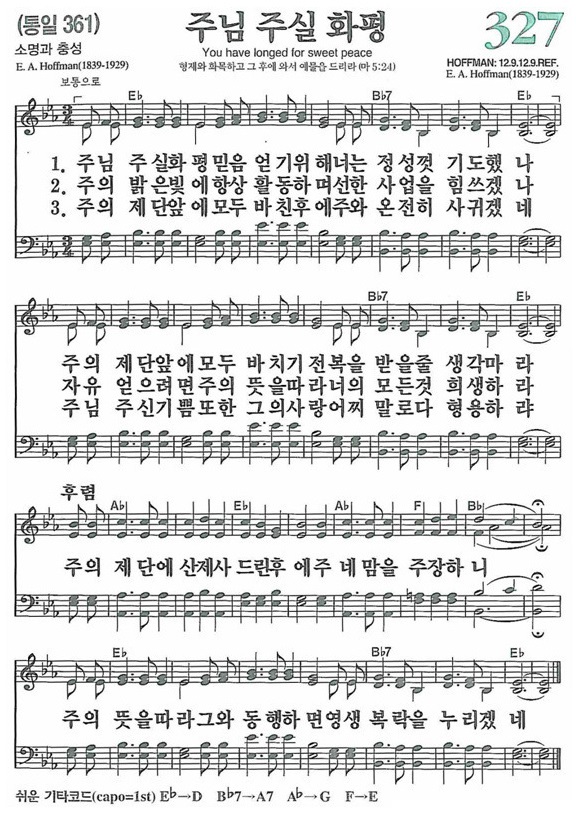 (통일 361)
주님 주실 화평
327
소명과 충성
You have longed for sweet peace
E. A. Hoffman(1839-1929)
형제와 화목하고 그 후에 와서 예물을 드리라 (마 5:24)
HOFFMAN: 12.9.12.9.REF.
E. A. Hoffman(1839-1929)
보통으로
E♭ B♭7 E♭
1. 주님 주실화 평믿음 얻기위 해너는 정성껏 기도했 나
2. 주의 밝은빛 에항상 활동하 며선한 사업을 힘쓰겠 나
3. 주의 제단앞 에모두 바친후 에주와 온전히 사귀겠 네
B♭7 E♭
주의 제단앞에모두 바치기전복을 받을줄 생각마 라
자유 얻으려면주의 뜻을따라너의 모든것 희생하 라
주님 주신기쁨또한 그의사랑어찌 말로다 형용하 랴
후렴
A♭ E♭ A♭ F B♭
주의 제단에 산제사 드린후 에주 네맘을 주장하 니
E♭ B♭7 E♭
주의 뜻을따 라그와 동행하 면영생 복락을 누리겠 네
쉬운 기타코드(capo=1st) E♭→D B♭7→A7 A♭→G F→E